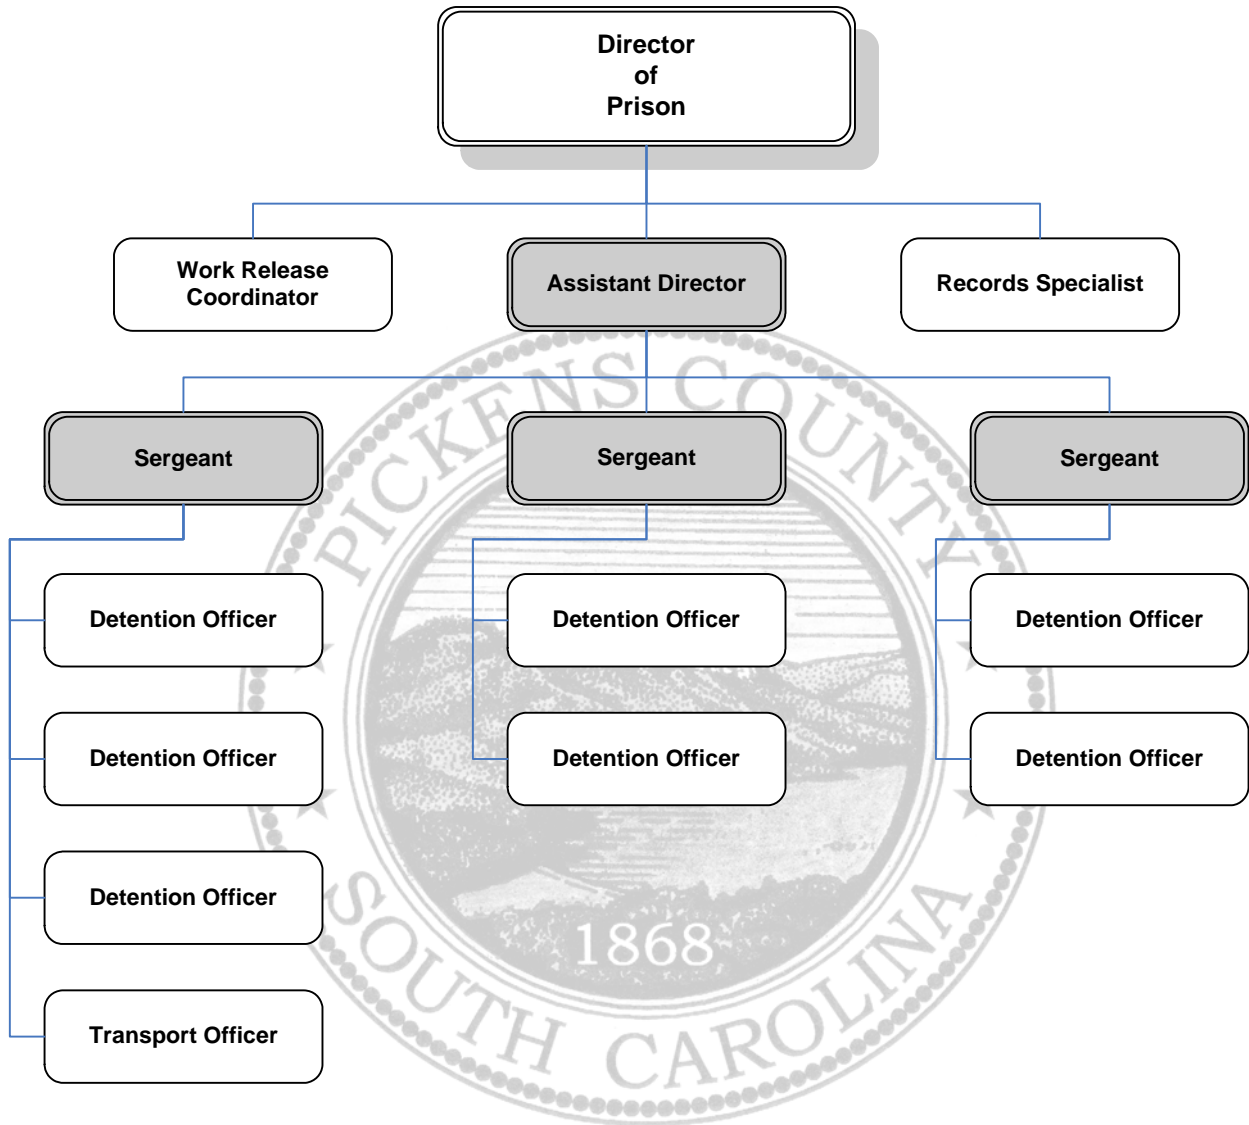 Director
of
Prison
Work Release
Coordinator
Assistant Director
Records Specialist
PICKENS COUNTY
Sergeant
Sergeant
Sergeant
Detention Officer
Detention Officer
Detention Officer
Detention Officer
Detention Officer
Detention Officer
Detention Officer
1868
Transport Officer
SOUTH CAROLINA